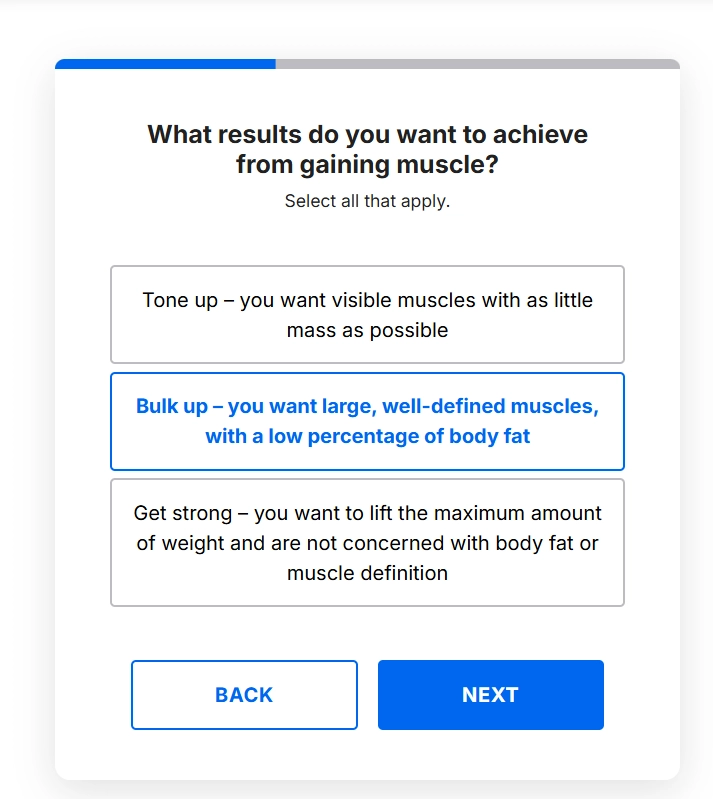 What results do you want to achieve
from gaining muscle?
Select all that apply.
Tone up – you want visible muscles with as little
mass as possible
Bulk up – you want large, well-defined muscles,
with a low percentage of body fat
Get strong – you want to lift the maximum amount
of weight and are not concerned with body fat or
muscle definition
BACK
NEXT